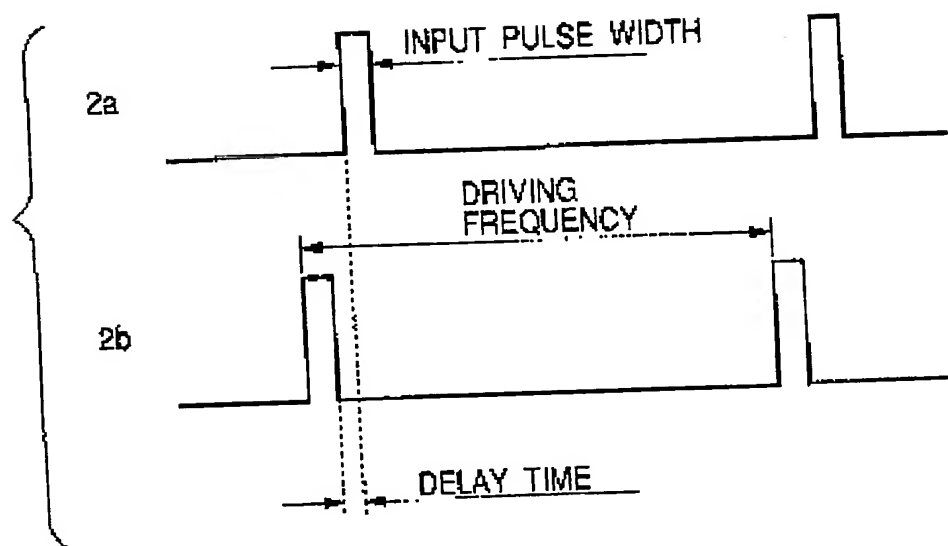 INPUT PULSE WIDTH
2a
DRIVING
FREQUENCY
2b
DELAY TIME